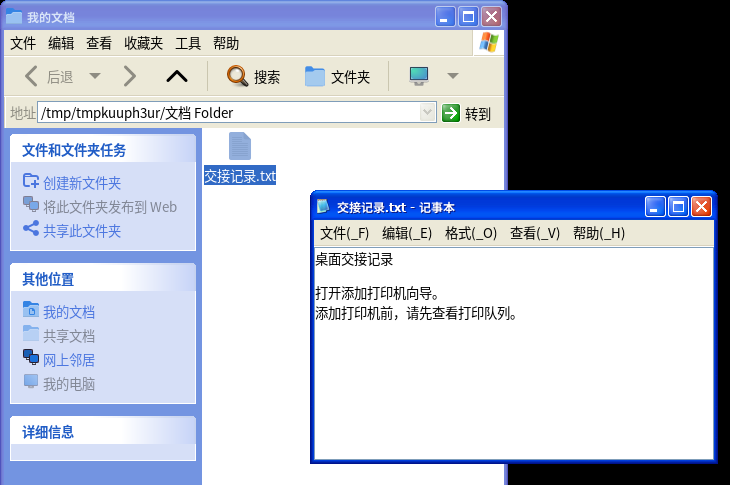 我的文档
文件 编辑 查看 收藏夹 工具 帮助
后退 搜索 文件夹
地址 /tmp/tmpkuuph3ur/文档 Folder 转到
文件和文件夹任务
创建新文件夹
将此文件夹发布到 Web
共享此文件夹
其他位置
我的文档
共享文档
网上邻居
我的电脑
详细信息
交接记录.txt
交接记录.txt - 记事本
文件(_F) 编辑(_E) 格式(_O) 查看(_V) 帮助(_H)
桌面交接记录
打开添加打印机向导。
添加打印机前，请先查看打印队列。